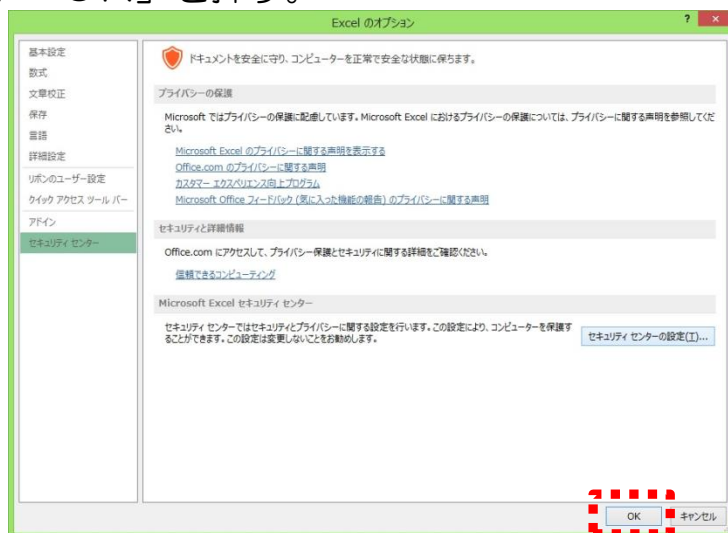 OK」を押す。
Excel のオプション
? ×
基本設定
数式
文章校正
保存
言語
詳細設定
リボンのユーザー設定
クイック アクセス ツール バー
アドイン
セキュリティ センター
ドキュメントを安全に守り、コンピューターを正常で安全な状態に保ちます。
プライバシーの保護
Microsoft ではプライバシーの保護に配慮しています。Microsoft Excel におけるプライバシーの保護については、プライバシーに関する声明を参照してくだ
さい。
Microsoft Excel のプライバシーに関する声明を表示する
Office.com のプライバシーに関する声明
カスタマー エクスペリエンス向上プログラム
Microsoft Office フィードバック (気に入った機能の報告) のプライバシーに関する声明
セキュリティと詳細情報
Office.com にアクセスして、プライバシー保護とセキュリティに関する詳細をご確認ください。
信頼できるコンピューティング
Microsoft Excel セキュリティ センター
セキュリティ センターではセキュリティとプライバシーに関する設定を行います。この設定により、コンピューターを保護す
ることができます。この設定は変更しないことをお勧めします。
セキュリティ センターの設定(T)...
OK
キャンセル